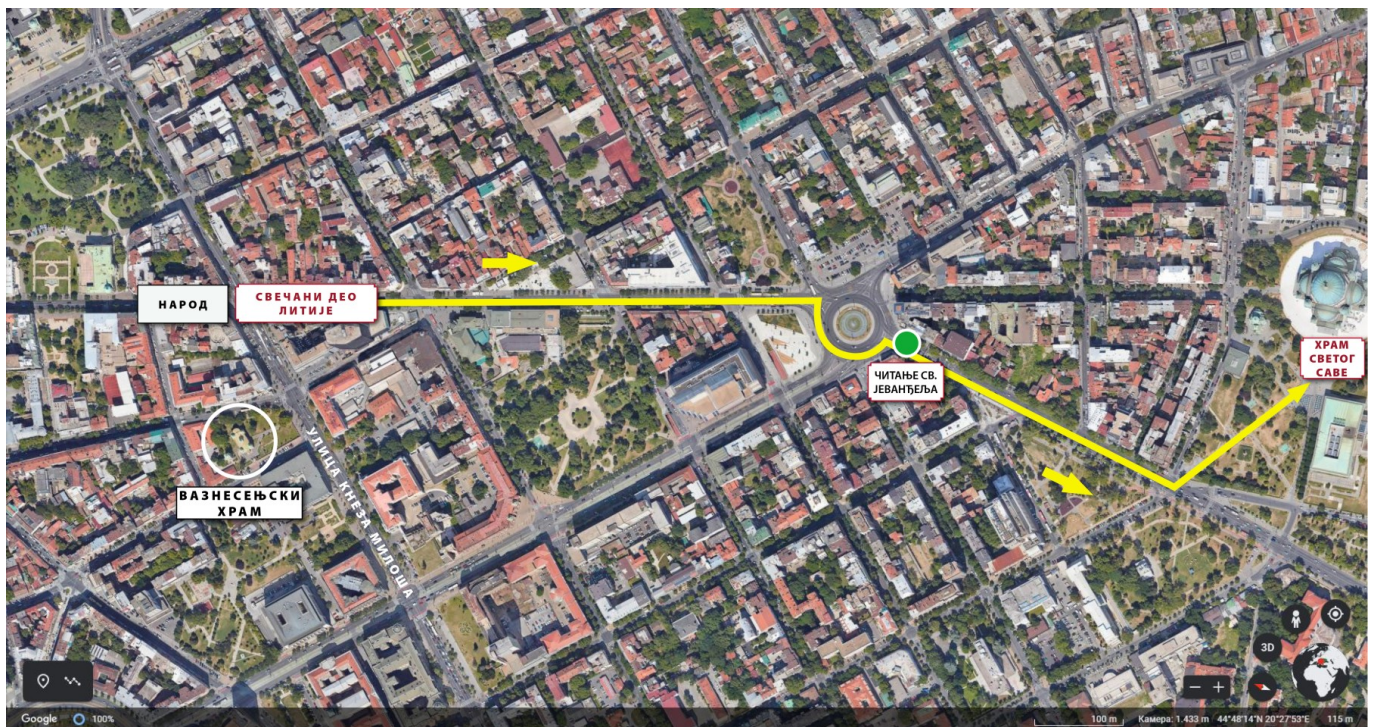 НАРОД
СВЕЧАНИ ДЕО
ЛИТИЈЕ
ХРАМ
СВЕТОГ
САВЕ
ЧИТАЊЕ СВ.
ЈЕВАНЂЕЉА
УЛИЦА КНЕЗА МИЛОША
ВАЗНЕСЕЊСКИ
ХРАМ
3D
Google 100% 100 m Камера: 1.433 m 44°48'14"N 20°27'53"E 115 m